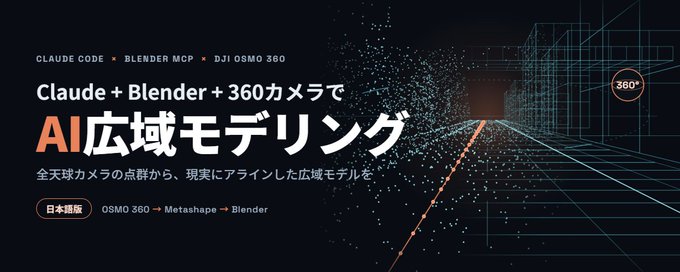 CLAUDE CODE × BLENDER MCP × DJI OSMO 360
Claude + Blender + 360カメラで
AI広域モデリング
全天球カメラの点群から、現実にアラインした広域モデルを
日本語版 OSMO 360 → Metashape → Blender
360°